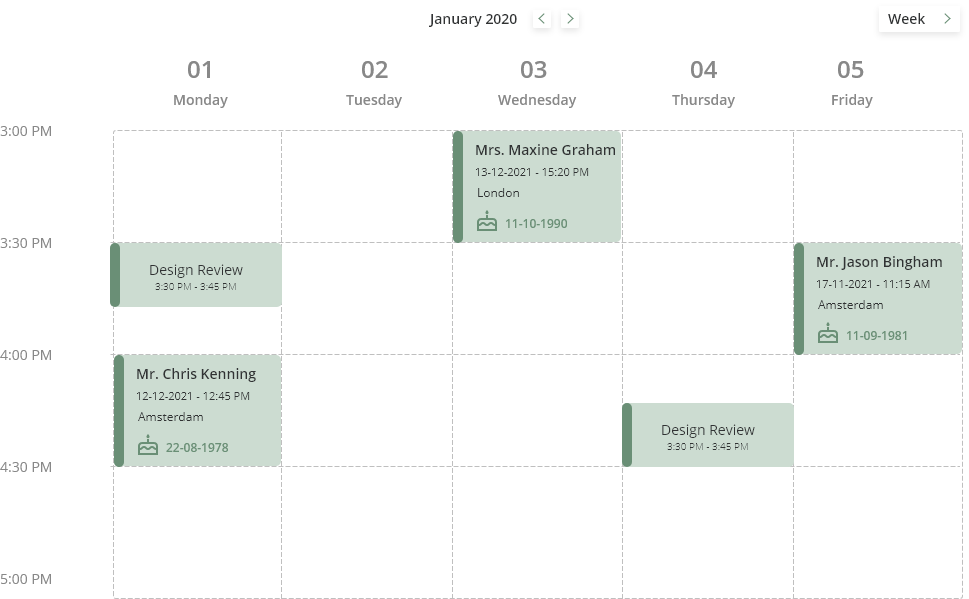 January 2020
Week
01
02
03
04
05
Monday
Tuesday
Wednesday
Thursday
Friday
3:00 PM
Mrs. Maxine Graham
13-12-2021 - 15:20 PM
London
11-10-1990
3:30 PM
Design Review
3:30 PM - 3:45 PM
Mr. Jason Bingham
17-11-2021 - 11:15 AM
Amsterdam
11-09-1981
4:00 PM
Mr. Chris Kenning
12-12-2021 - 12:45 PM
Amsterdam
22-08-1978
Design Review
3:30 PM - 3:45 PM
4:30 PM
5:00 PM